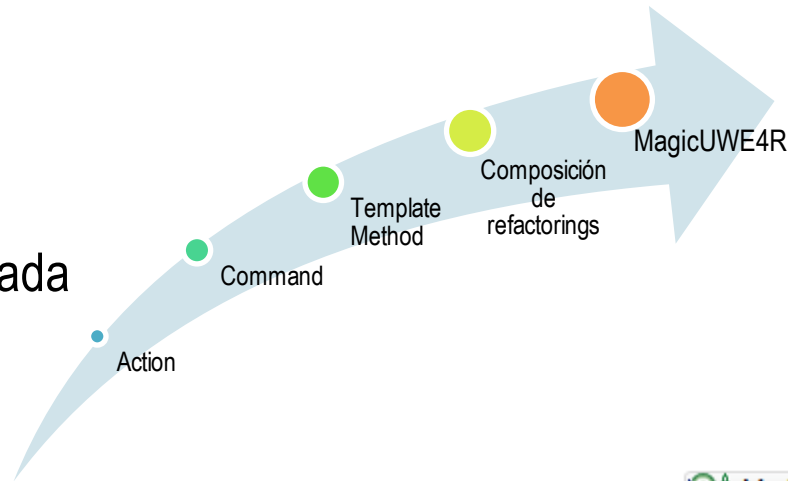 MagicUWE4R
Composición
de
refactorings
Template
Method
Command
ada
Action